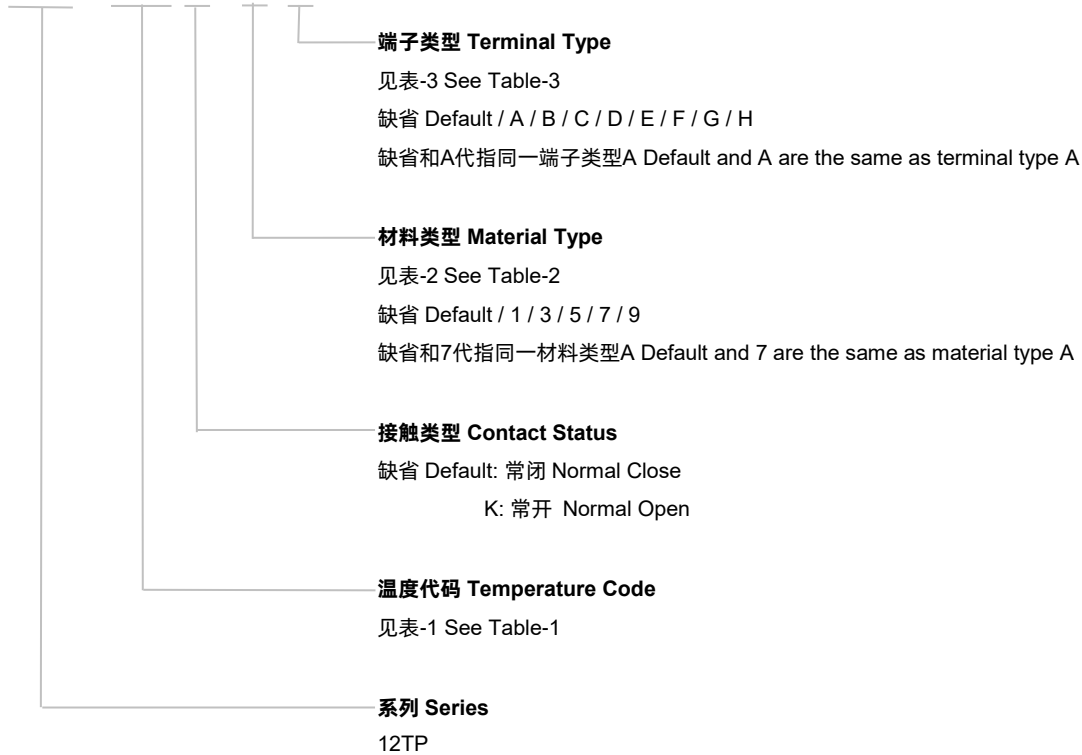 端子类型 Terminal Type
见表-3 See Table-3
缺省 Default / A / B / C / D / E / F / G / H
缺省和A代指同一端子类型A Default and A are the same as terminal type A
材料类型 Material Type
见表-2 See Table-2
缺省 Default / 1 / 3 / 5 / 7 / 9
缺省和7代指同一材料类型A Default and 7 are the same as material type A
接触类型 Contact Status
缺省 Default: 常闭 Normal Close
K: 常开 Normal Open
温度代码 Temperature Code
见表-1 See Table-1
系列 Series
12TP